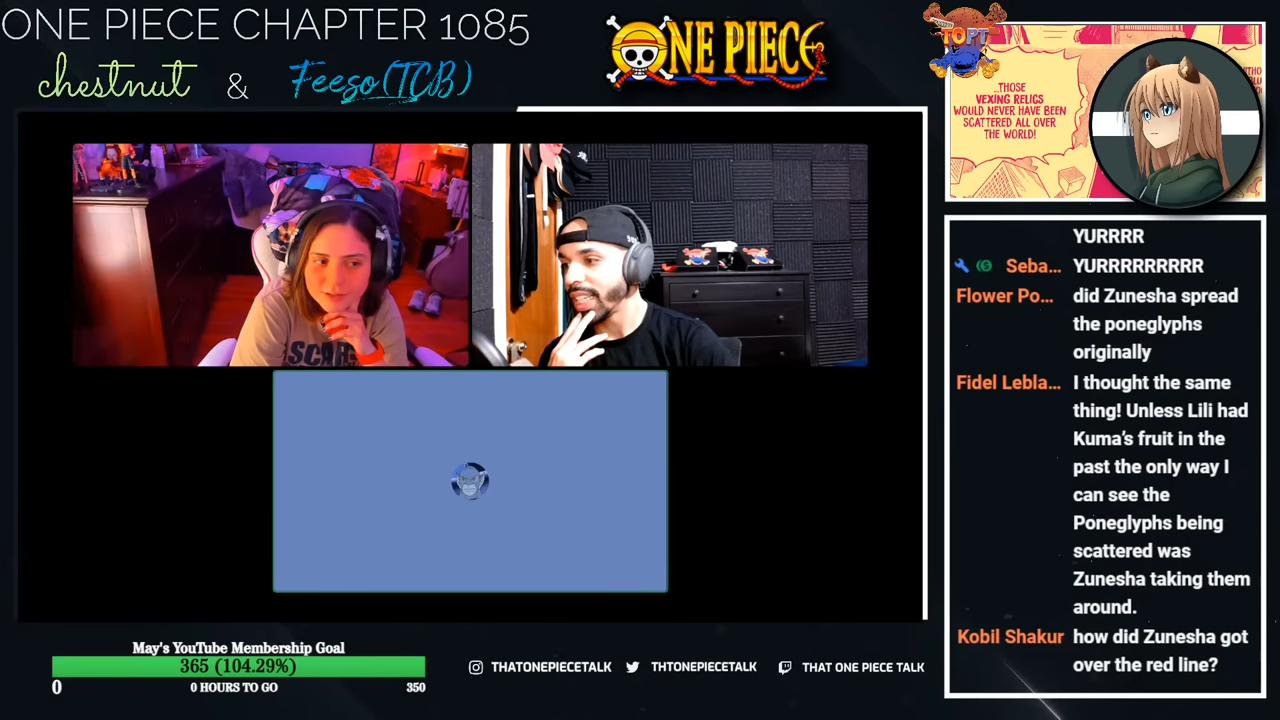 ONE PIECE CHAPTER 1085
chestnut & Feeso(TCB)
ONE PIECE
TOPT
...THOSE
VEXING RELICS
WOULD NEVER HAVE BEEN
SCATTERED ALL OVER
THE WORLD!
SCAR
YURRRR
Seba... YURRRRRRRRR
Flower Po... did Zunesha spread
the poneglyphs
originally
Fidel Lebla... I thought the same
thing! Unless Lili had
Kuma’s fruit in the
past the only way I
can see the
Poneglyphs being
scattered was
Zunesha taking them
around.
Kobil Shakur how did Zunesha got
over the red line?
May's YouTube Membership Goal
365 (104.29%)
0 0 HOURS TO GO 350
THATONEPIECETALK THTONEPIECETALK THAT ONE PIECE TALK